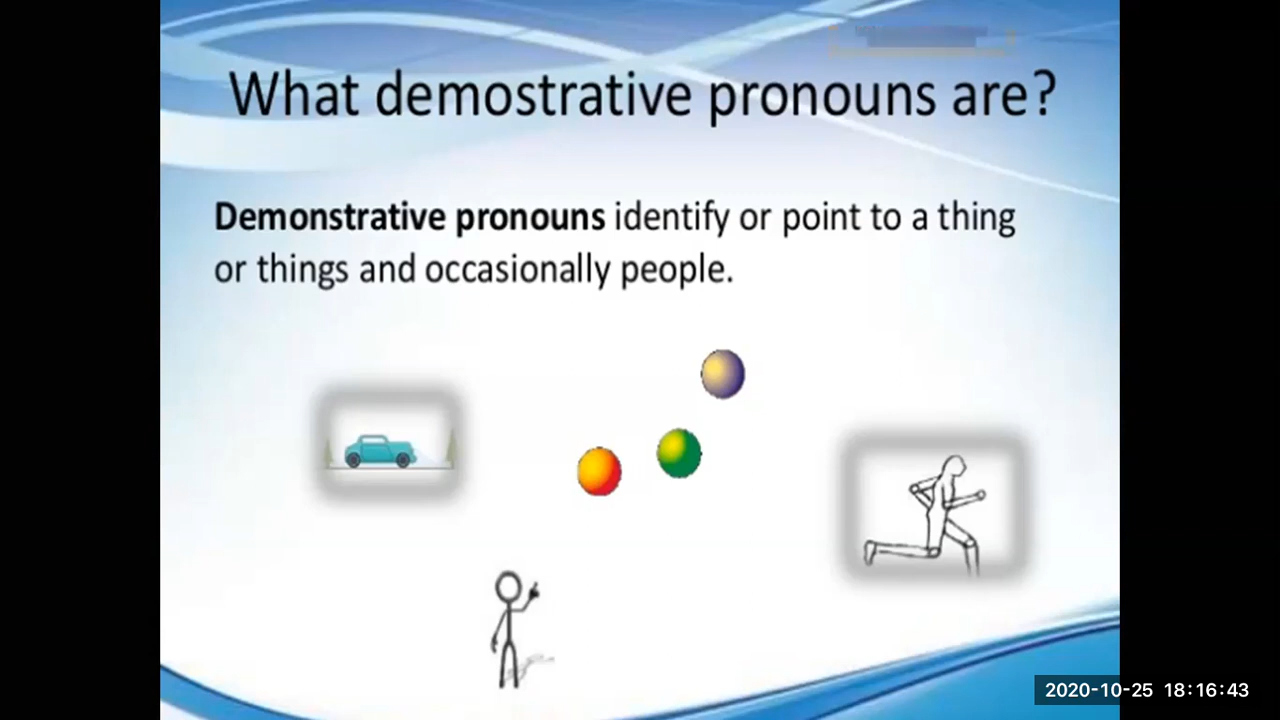 What demostrative pronouns are?
Demonstrative pronouns identify or point to a thing
or things and occasionally people.
2020-10-25 18:16:43